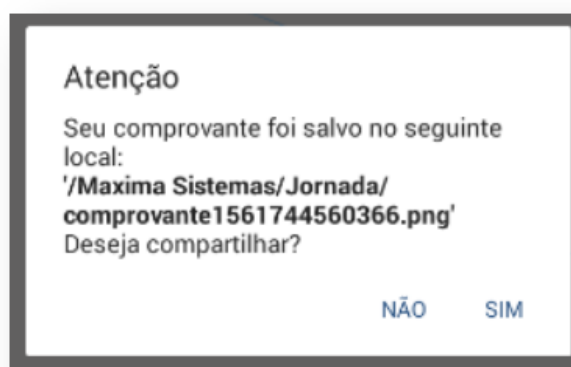 Atenção
Seu comprovante foi salvo no seguinte
local:
'/Maxima Sistemas/Jornada/
comprovante1561744560366.png'
Deseja compartilhar?
NÃO SIM